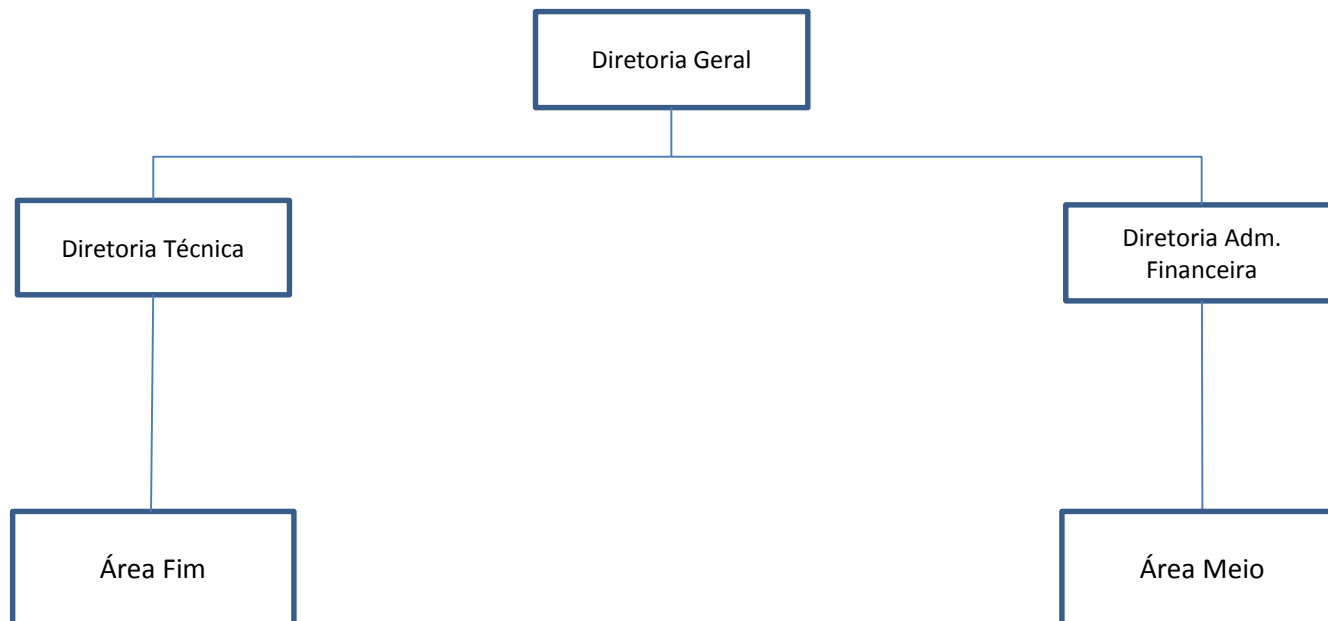 Diretoria Geral
Diretoria Técnica
Diretoria Adm.
Financeira
Área Fim
Área Meio